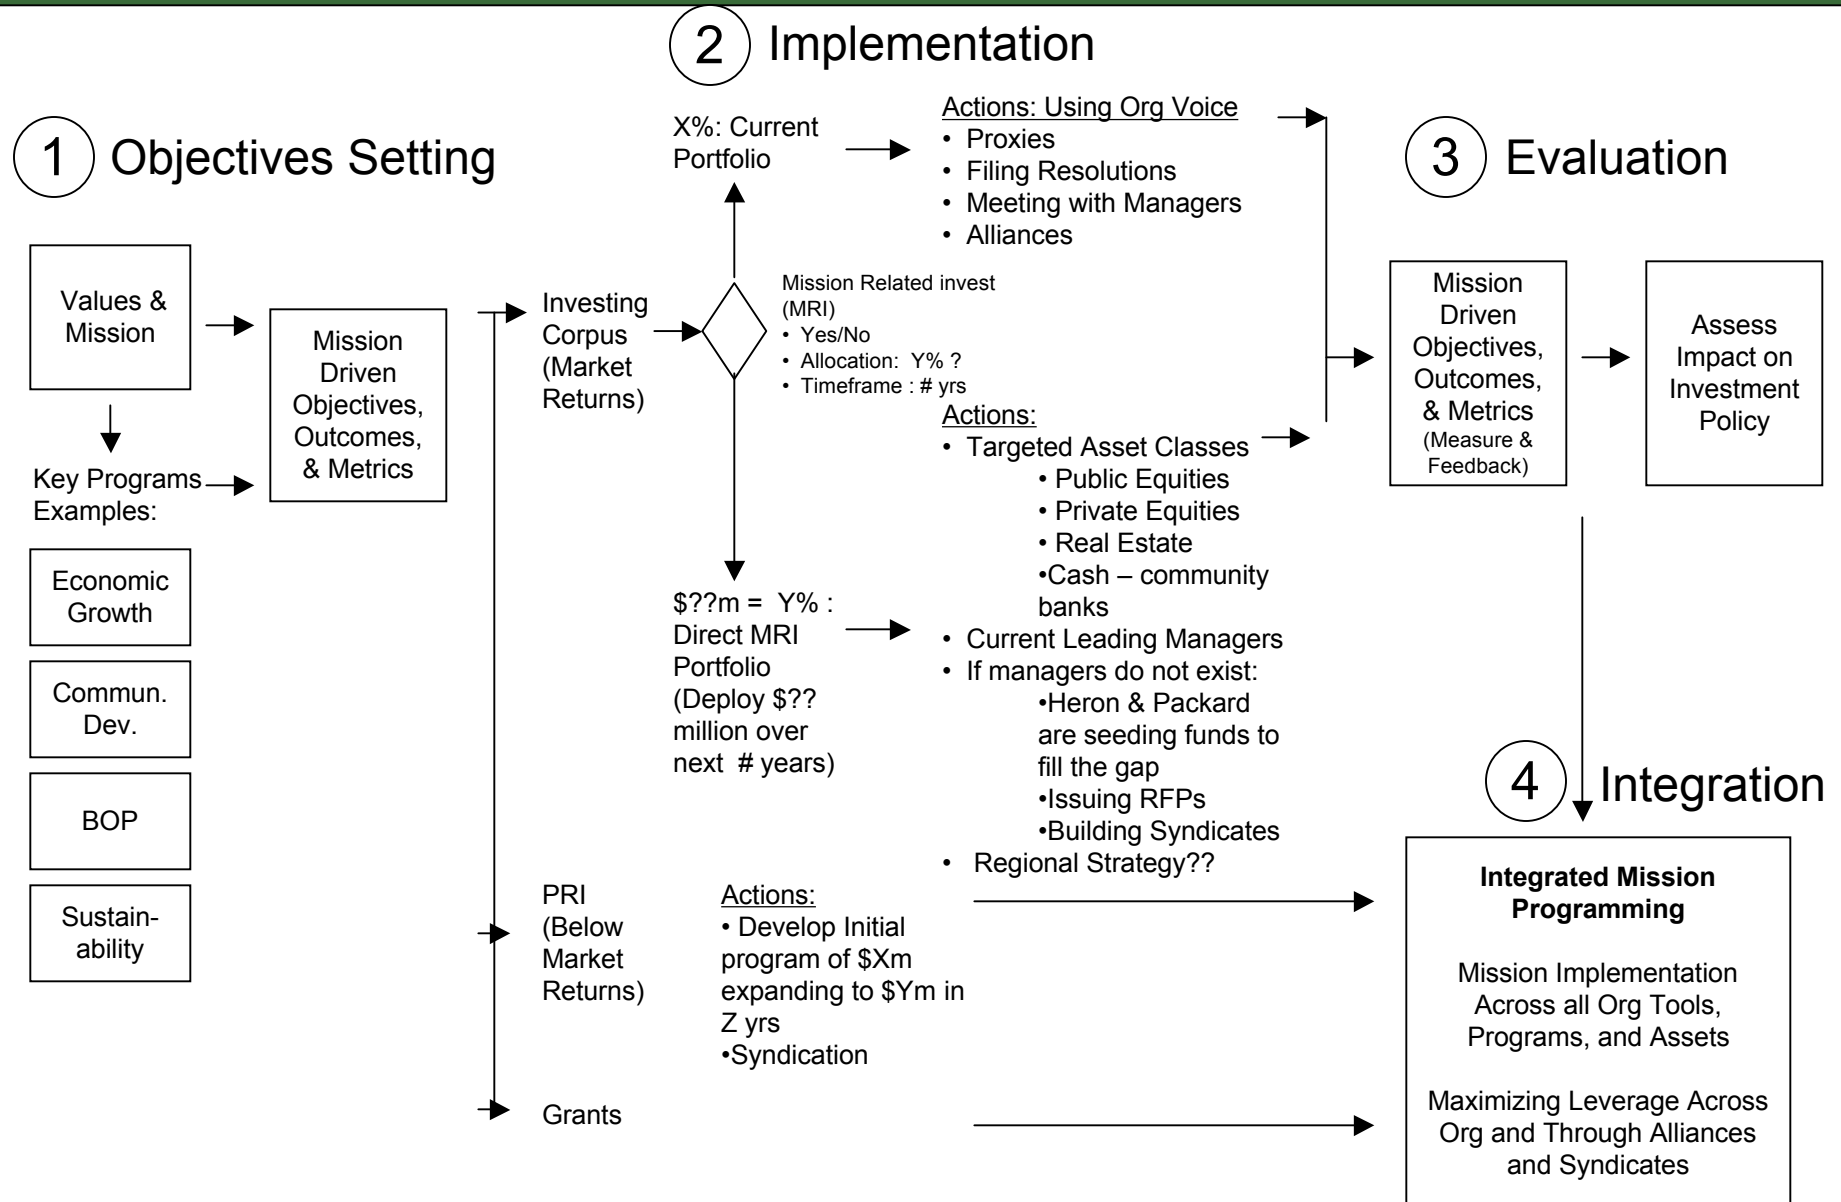 1 Objectives Setting
Values &
Mission
Key Programs
Examples:
Economic
Growth
Commun.
Dev.
BOP
Sustain-
ability
Mission
Driven
Objectives,
Outcomes,
& Metrics
2 Implementation
Investing
Corpus
(Market
Returns)
X%: Current
Portfolio
Mission Related invest
(MRI)
• Yes/No
• Allocation: Y% ?
• Timeframe : # yrs
$??m = Y% :
Direct MRI
Portfolio
(Deploy $??
million over
next # years)
Actions: Using Org Voice
• Proxies
• Filing Resolutions
• Meeting with Managers
• Alliances
Actions:
• Targeted Asset Classes
• Public Equities
• Private Equities
• Real Estate
•Cash – community
banks
• Current Leading Managers
• If managers do not exist:
•Heron & Packard
are seeding funds to
fill the gap
•Issuing RFPs
•Building Syndicates
• Regional Strategy??
PRI
(Below
Market
Returns)
Actions:
• Develop Initial
program of $Xm
expanding to $Ym in
Z yrs
•Syndication
Grants
3 Evaluation
Mission
Driven
Objectives,
Outcomes,
& Metrics
(Measure &
Feedback)
Assess
Impact on
Investment
Policy
4 Integration
Integrated Mission
Programming
Mission Implementation
Across all Org Tools,
Programs, and Assets
Maximizing Leverage Across
Org and Through Alliances
and Syndicates